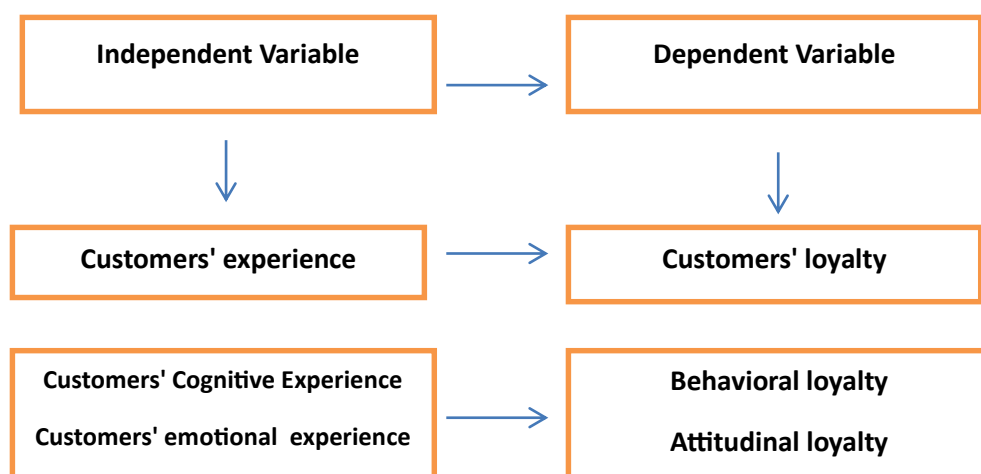 Independent Variable
Dependent Variable
Customers' experience
Customers' loyalty
Customers' Cognitive Experience
Customers' emotional  experience
Behavioral loyalty
Attitudinal loyalty